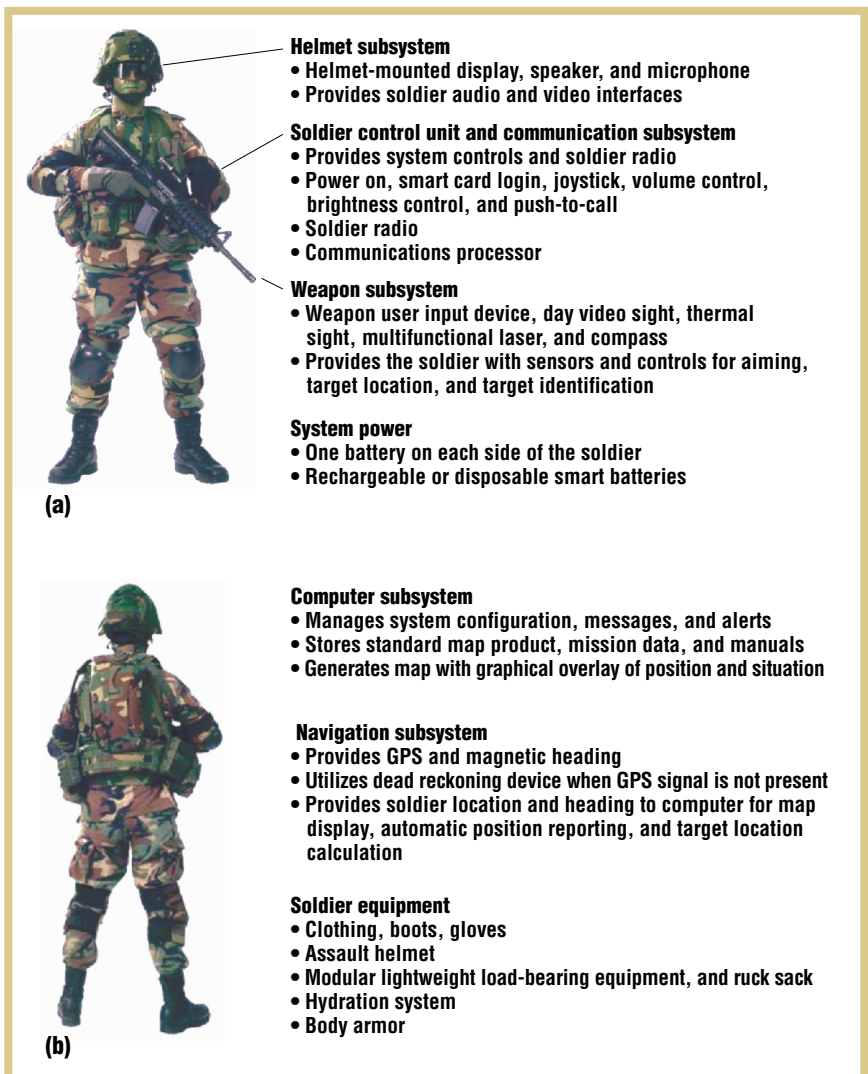 Helmet subsystem
• Helmet-mounted display, speaker, and microphone
• Provides soldier audio and video interfaces
Soldier control unit and communication subsystem
• Provides system controls and soldier radio
• Power on, smart card login, joystick, volume control,
brightness control, and push-to-call
• Soldier radio
• Communications processor
Weapon subsystem
• Weapon user input device, day video sight, thermal
sight, multifunctional laser, and compass
• Provides the soldier with sensors and controls for aiming,
target location, and target identification
System power
• One battery on each side of the soldier
• Rechargeable or disposable smart batteries
(a)
Computer subsystem
• Manages system configuration, messages, and alerts
• Stores standard map product, mission data, and manuals
• Generates map with graphical overlay of position and situation
Navigation subsystem
• Provides GPS and magnetic heading
• Utilizes dead reckoning device when GPS signal is not present
• Provides soldier location and heading to computer for map
display, automatic position reporting, and target location
calculation
Soldier equipment
• Clothing, boots, gloves
• Assault helmet
• Modular lightweight load-bearing equipment, and ruck sack
• Hydration system
• Body armor
(b)